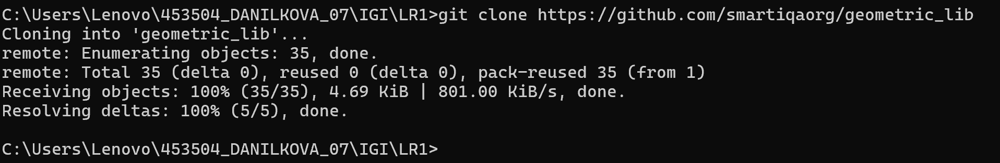 C:\Users\Lenovo\453504_DANILKOVA_07\IGI\LR1>git clone https://github.com/smartiqaorg/geometric_lib
Cloning into 'geometric_lib'...
remote: Enumerating objects: 35, done.
remote: Total 35 (delta 0), reused 0 (delta 0), pack-reused 35 (from 1)
Receiving objects: 100% (35/35), 4.69 KiB | 801.00 KiB/s, done.
Resolving deltas: 100% (5/5), done.
C:\Users\Lenovo\453504_DANILKOVA_07\IGI\LR1>